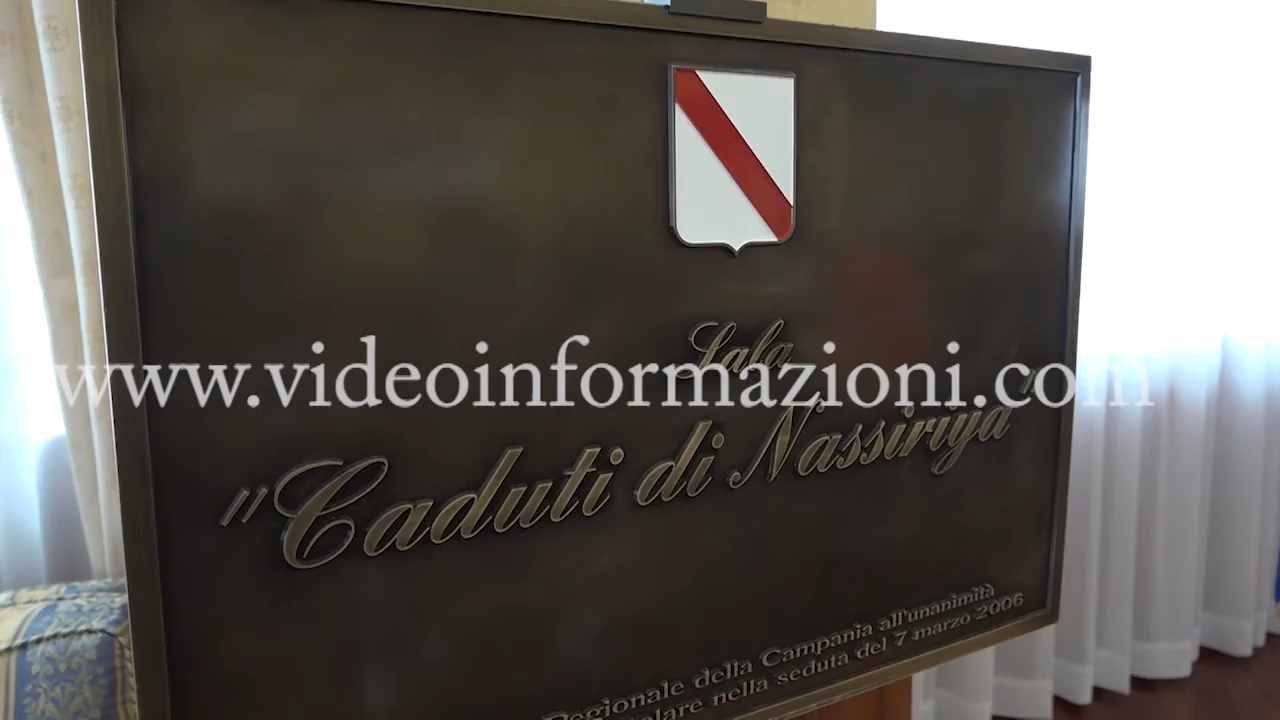 Sala
www.videoinformazioni.com
"Caduti di Nassiriya"
Regionale della Campania all'unanimità
nella seduta del 7 marzo 2006